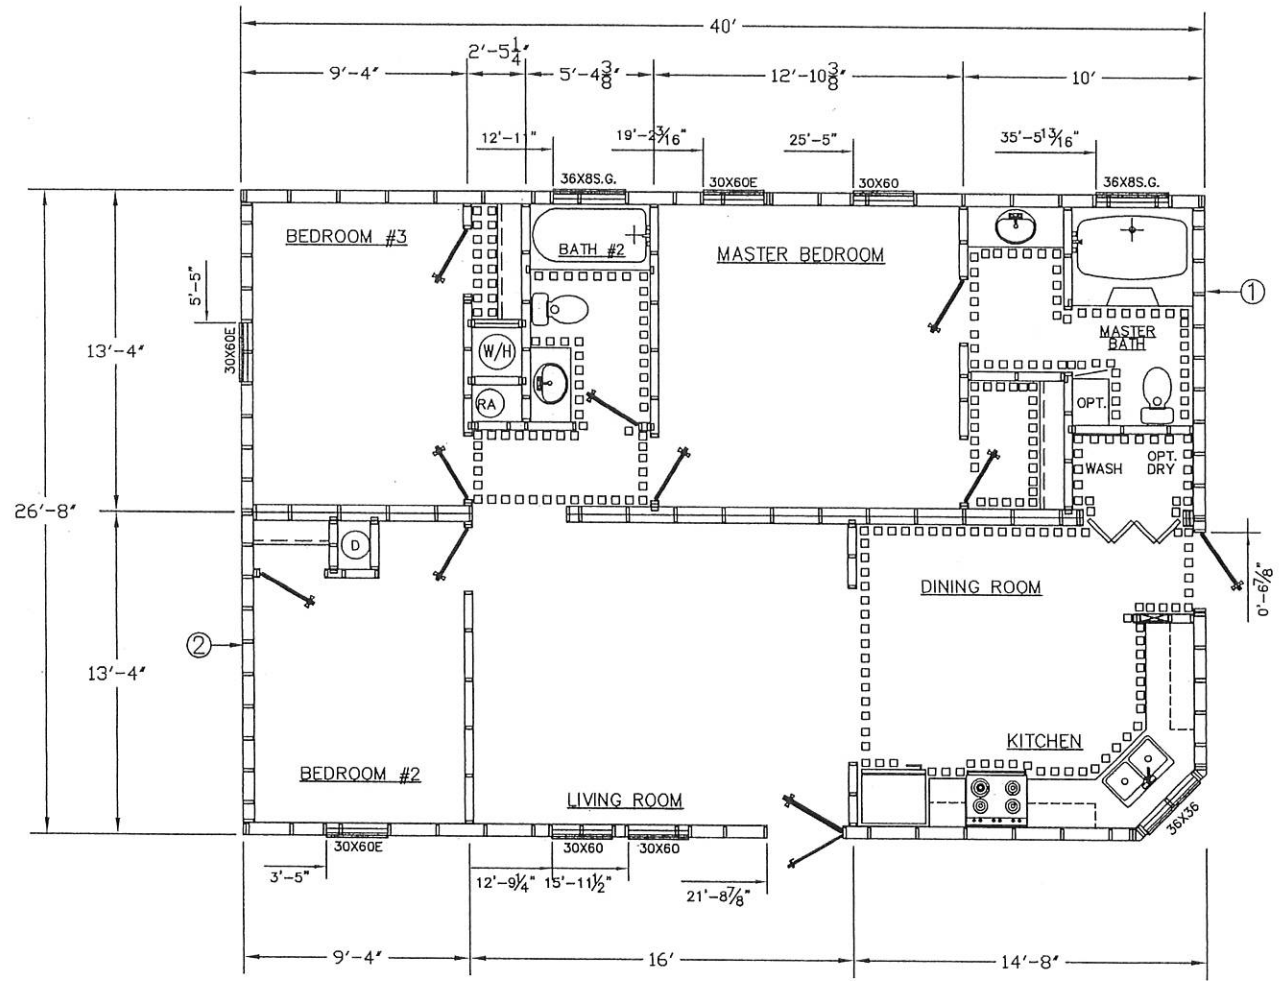 40'
2'-5 1/4"
9'-4"
5'-4 3/8"
12'-10 3/8"
10'
12'-11"
19'-2 3/16"
25'-5"
35'-5 13/16"
36X8S.G.
30X60E
30X60
36X8S.G.
BEDROOM #3
BATH #2
MASTER BEDROOM
5'-5"
1
30X60E
13'-4"
W/H
MASTER
BATH
RA
OPT.
WASH
OPT.
DRY
26'-8"
D
DINING ROOM
0'-6 7/8"
2
13'-4"
KITCHEN
BEDROOM #2
LIVING ROOM
36X36
30X60E
30X60
30X60
3'-5"
12'-9 1/4"
15'-11 1/2"
21'-8 7/8"
9'-4"
16'
14'-8"